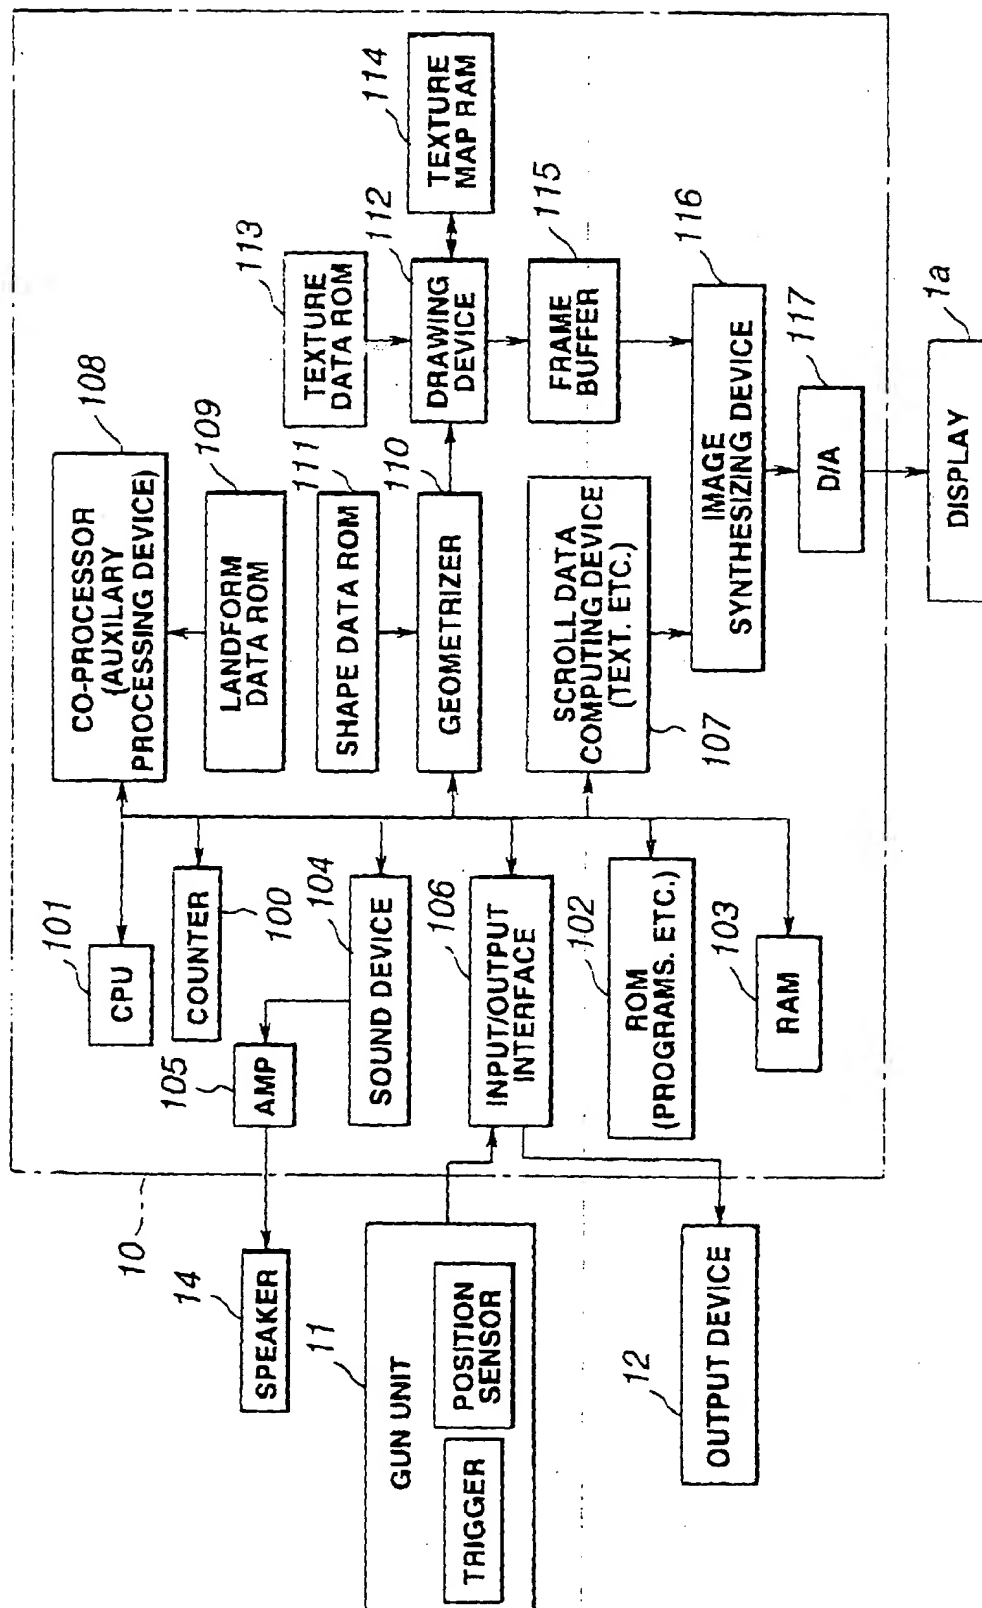 10
101
CPU
COUNTER
100
105
AMP
14
SPEAKER
104
SOUND DEVICE
11
GUN UNIT
TRIGGER
POSITION
SENSOR
106
INPUT/OUTPUT
INTERFACE
12
OUTPUT DEVICE
102
ROM
(PROGRAMS. ETC.)
103
RAM
108
CO-PROCESSOR
(AUXILARY
PROCESSING DEVICE)
109
LANDFORM
DATA ROM
111
SHAPE DATA ROM
110
GEOMETRIZER
113
TEXTURE
DATA ROM
112
DRAWING
DEVICE
114
TEXTURE
MAP RAM
115
FRAME
BUFFER
SCROLL DATA
COMPUTING DEVICE
(TEXT. ETC.)
107
116
IMAGE
SYNTHESIZING DEVICE
117
D/A
1a
DISPLAY